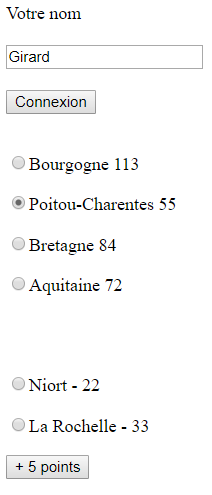 Votre nom
Girard
Connexion
Bourgogne 113
Poitou-Charentes 55
Bretagne 84
Aquitaine 72
Niort - 22
La Rochelle - 33
+ 5 points